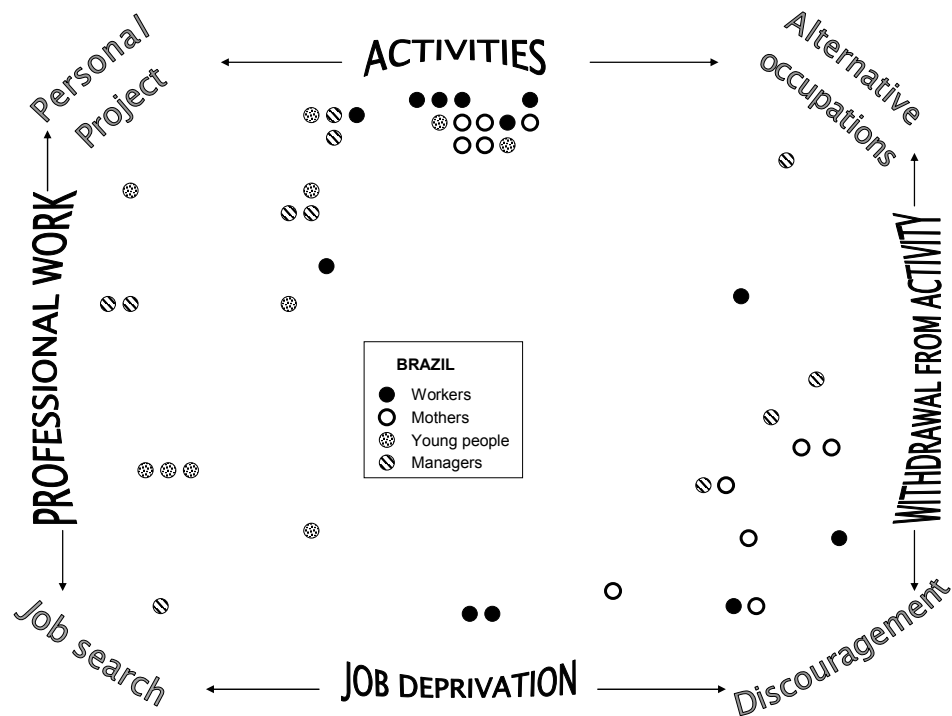 Personal
Project
ACTIVITIES
Alternative
occupations
PROFESSIONAL WORK
WITHDRAWAL FROM ACTIVITY
BRAZIL
Workers
Mothers
Young people
Managers
Job search
JOB DEPRIVATION
Discouragement